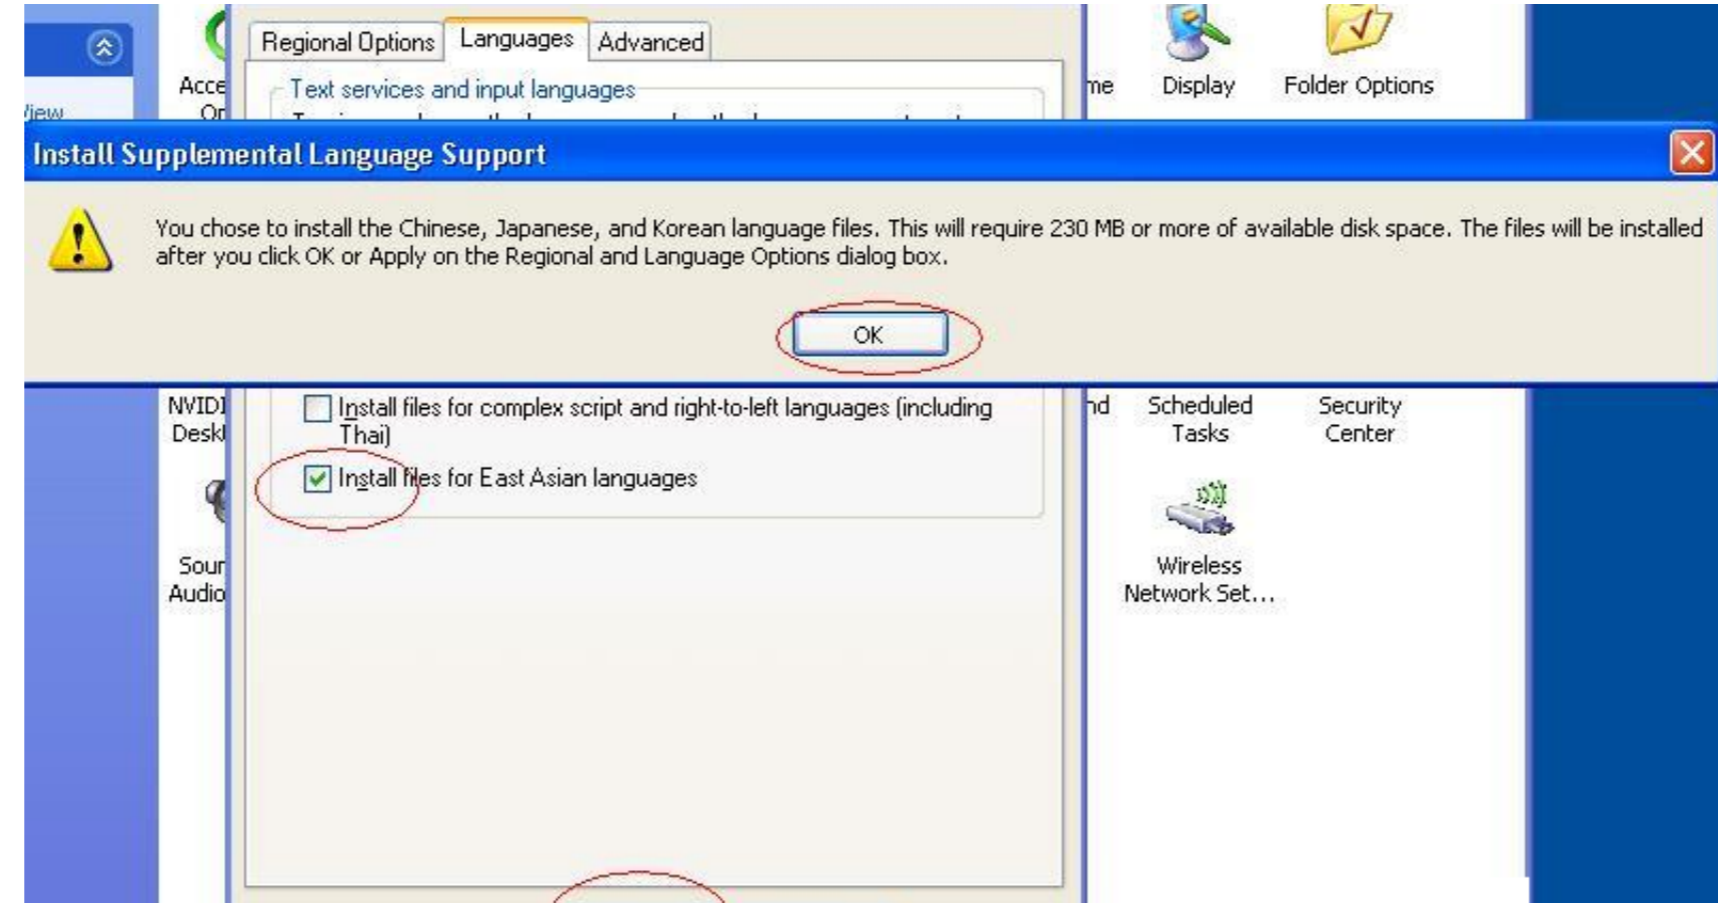 Regional Options Languages Advanced
Text services and input languages
Display
Folder Options
Install Supplemental Language Support
You chose to install the Chinese, Japanese, and Korean language files. This will require 230 MB or more of available disk space. The files will be installed
after you click OK or Apply on the Regional and Language Options dialog box.
OK
Install files for complex script and right-to-left languages (including
Thai)
Install files for East Asian languages
Scheduled
Tasks
Security
Center
Wireless
Network Set...